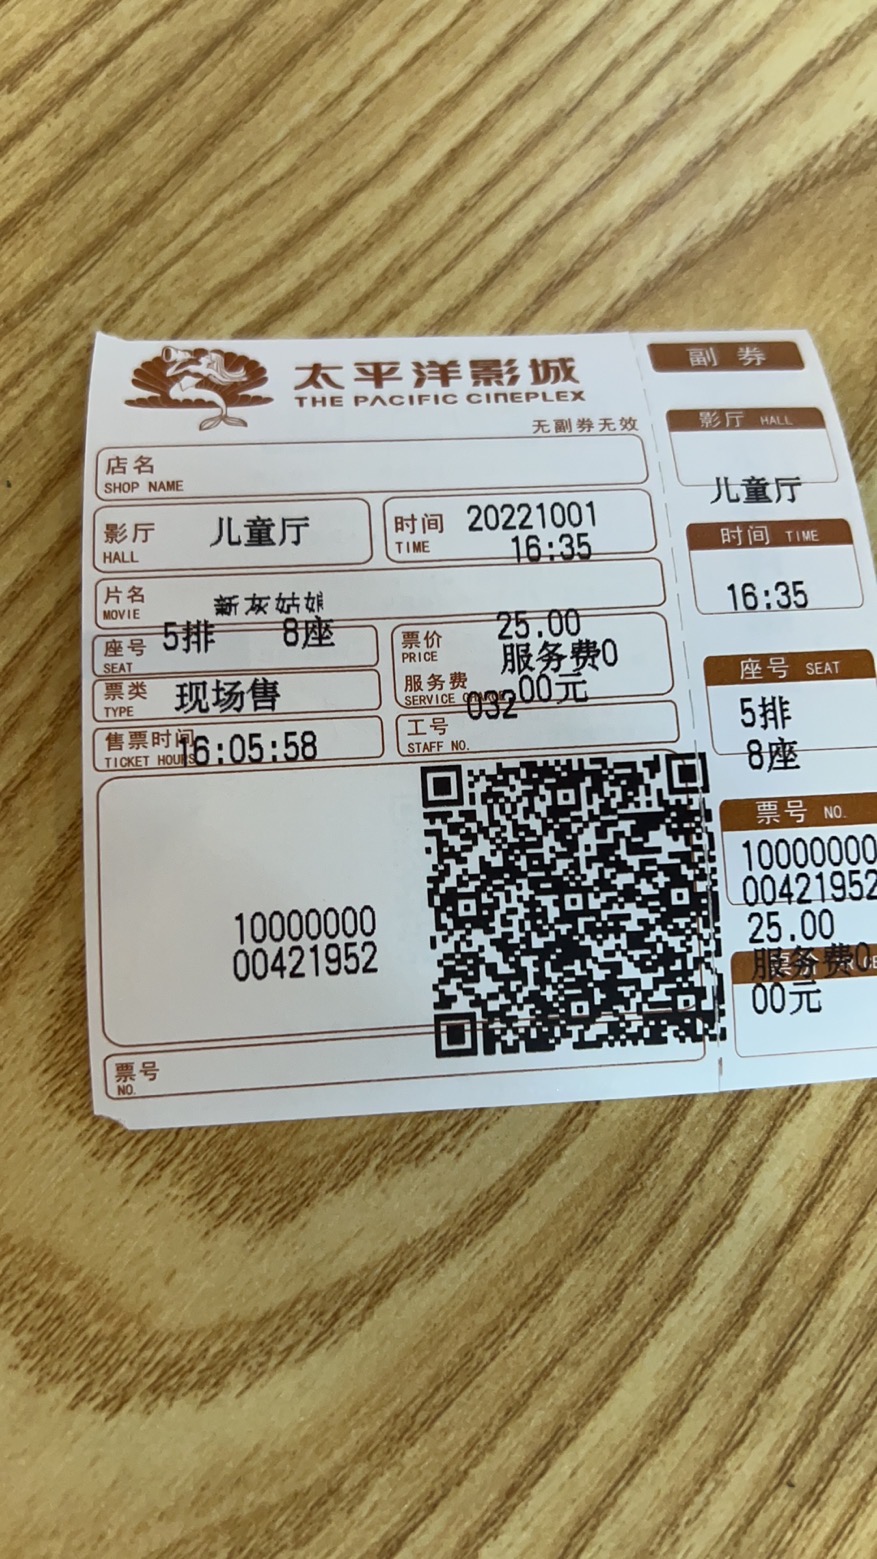 太平洋影城
THE PACIFIC CINEPLEX
无副券无效
店名
SHOP NAME
影厅 儿童厅
HALL
时间 20221001
TIME 16:35
片名
MOVIE 新灰姑娘
座号 5排 8座
SEAT
票价 25.00
PRICE 服务费0
服务费 00元
SERVICE CHARGE
票类 现场售
TYPE
工号 032
STAFF NO.
售票时间 16:05:58
TICKET HOURS
10000000
00421952
票号
NO.
副券
影厅 HALL
儿童厅
时间 TIME
16:35
座号 SEAT
5排
8座
票号 NO.
10000000
00421952
25.00
服务费0
00元